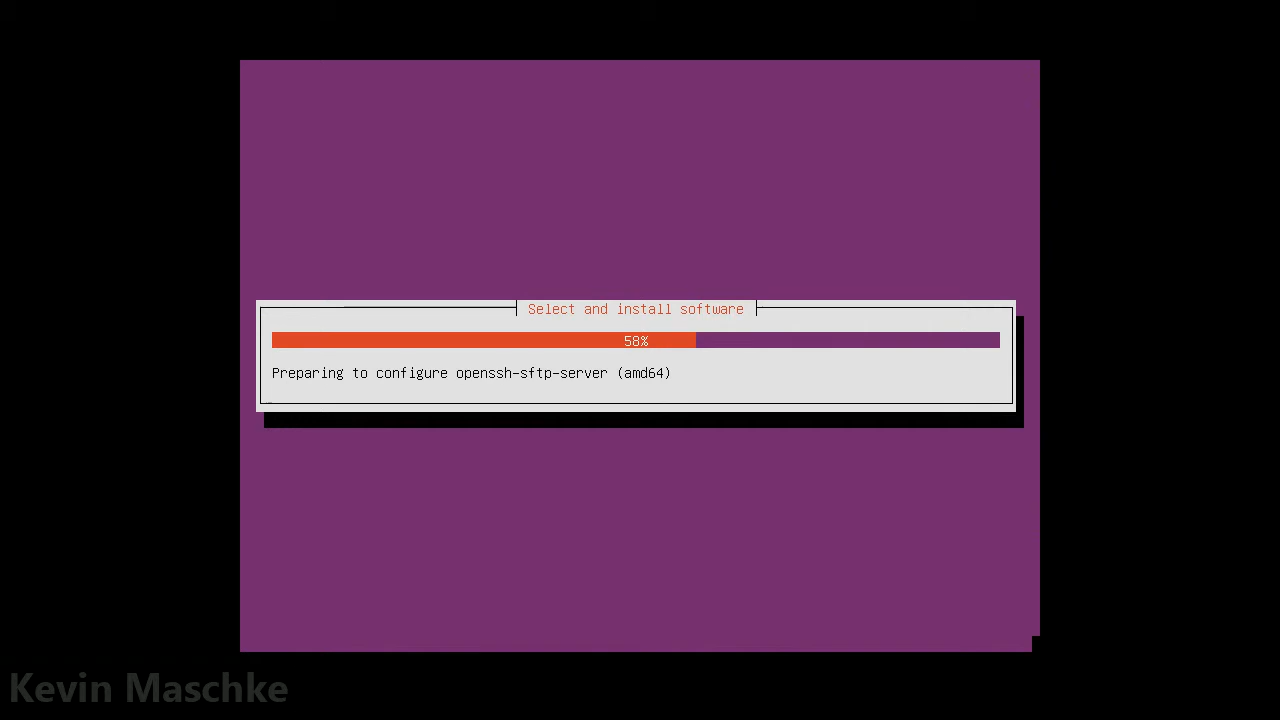 Select and install software
58%
Preparing to configure openssh-sftp-server (amd64)
Kevin Maschke